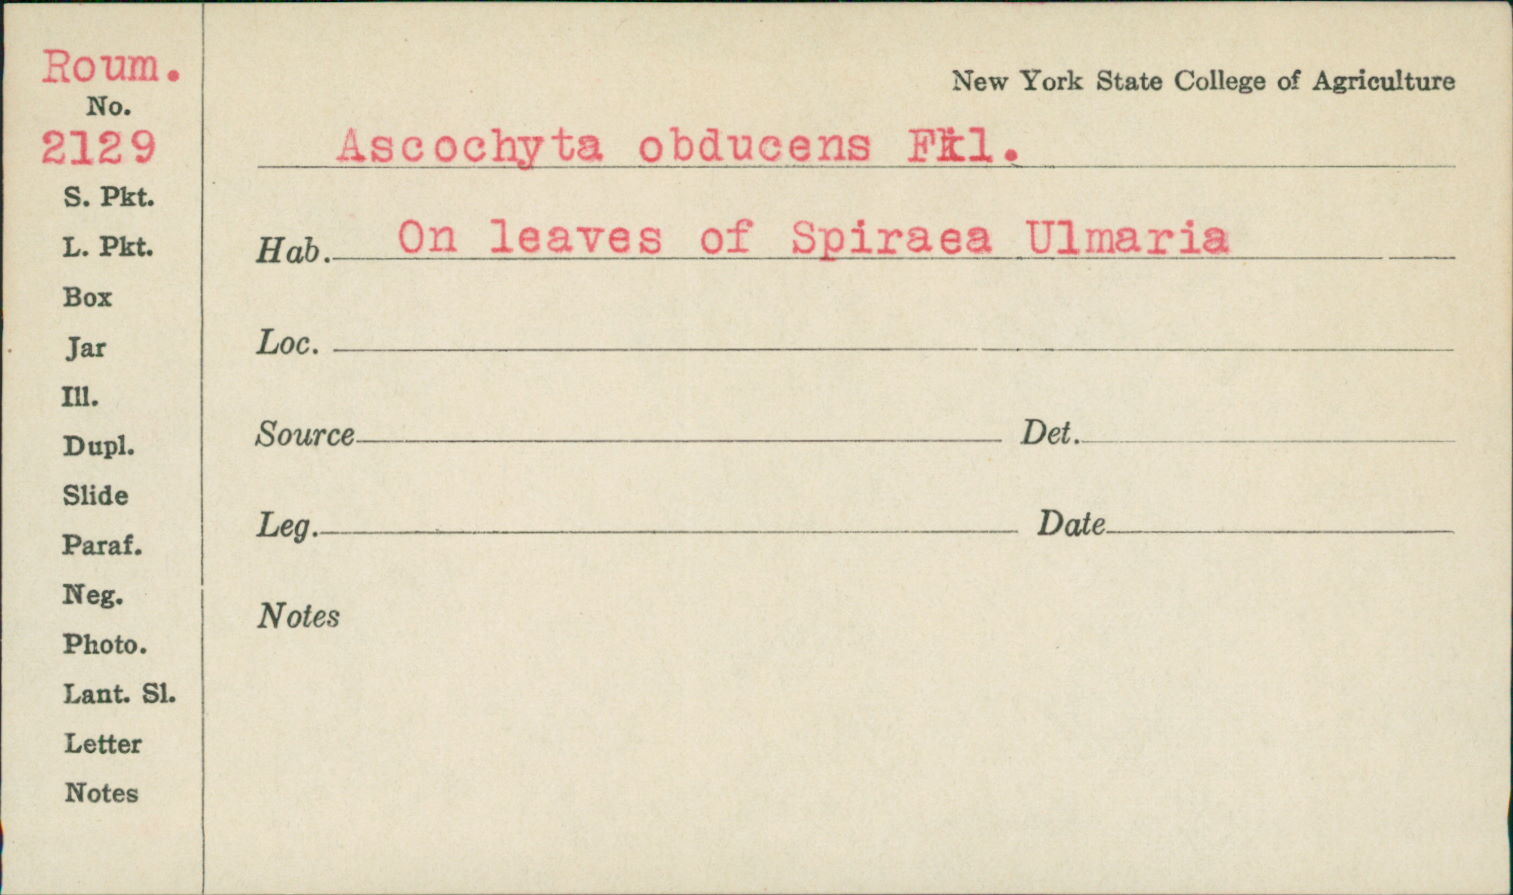 Roum.
No.
2129
S. Pkt.
L. Pkt.
Box
Jar
Ill.
Dupl.
Slide
Paraf.
Neg.
Photo.
Lant. Sl.
Letter
Notes
New York State College of Agriculture
Ascochyta obducens Fkl.
Hab. On leaves of Spiraea Ulmaria
Loc.
Source Det.
Leg. Date
Notes